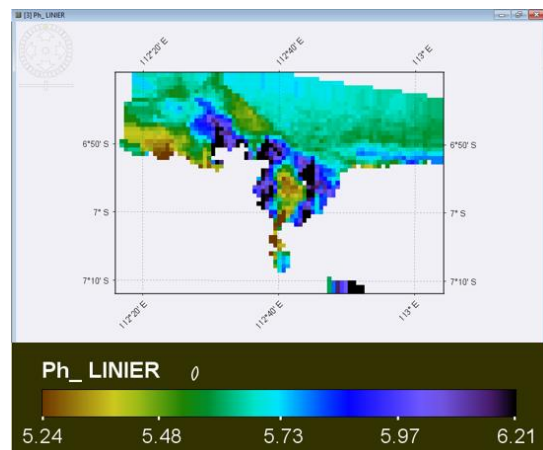 [3] Ph_LINIER
112°20' E 112°40' E 113° E
6°50' S 6°50' S
7° S 7° S
7°10' S 7°10' S
112°20' E 112°40' E 113° E
Ph_ LINIER 0
5.24 5.48 5.73 5.97 6.21